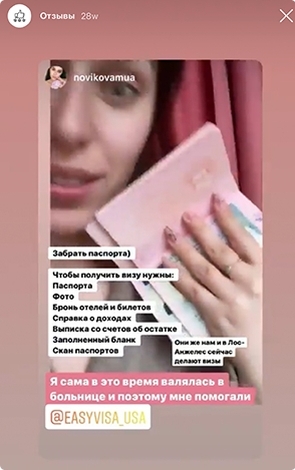 Отзывы 28w
novikovamua
Забрать паспорта)
Чтобы получить визу нужны:
Паспорта
Фото
Бронь отелей и билетов
Справка о доходах
Выписка со счетов об остатке
Заполненный бланк
Скан паспортов
Они же нам и в Лос-
Анжелес сейчас
делают визы
Я сама в это время валялась в
больнице и поэтому мне помогали
@EASYVISA_USA